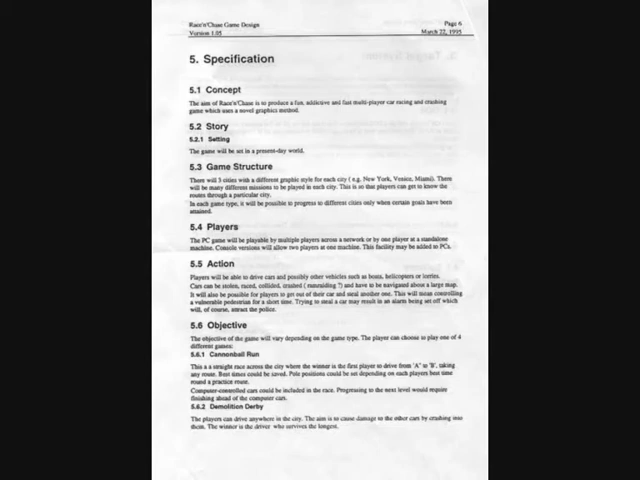 Race'n'Chase Game Design
Page 6
Version 1.05
March 22, 1995
5. Specification
5.1 Concept
The aim of Race'n'Chase is to produce a fun, addictive and fast multi-player car racing and crashing
game which uses a novel graphics method.
5.2 Story
5.2.1 Setting
The game will be set in a present-day world.
5.3 Game Structure
There will 3 cities with a different graphic style for each city ( e.g. New York, Venice, Miami). There
will be many different missions to be played in each city. This is so that players can get to know the
routes through a particular city.
In each game type, it will be possible to progress to different cities only when certain goals have been
attained.
5.4 Players
The PC game will be playable by multiple players across a network or by one player at a standalone
machine. Console versions will allow two players at one machine. This facility may be added to PCs.
5.5 Action
Players will be able to drive cars and possibly other vehicles such as boats, helicopters or lorries.
Cars can be stolen, raced, collided, crashed ( ramraiding ?) and have to be navigated about a large map.
It will also be possible for players to get out of their car and steal another one. This will mean controlling
a vulnerable pedestrian for a short time. Trying to steal a car may result in an alarm being set off which
will, of course, attract the police.
5.6 Objective
The objective of the game will vary depending on the game type. The player can choose to play one of 4
different games:
5.6.1 Cannonball Run
This a a straight race across the city where the winner is the first player to drive from 'A' to 'B', taking
any route. Best times could be saved. Pole positions could be set depending on each players best time
round a practice route.
Computer-controlled cars could be included in the race. Progressing to the next level would require
finishing ahead of the computer cars.
5.6.2 Demolition Derby
The players can drive anywhere in the city. The aim is to cause damage to the other cars by crashing into
them. The winner is the driver who survives the longest.